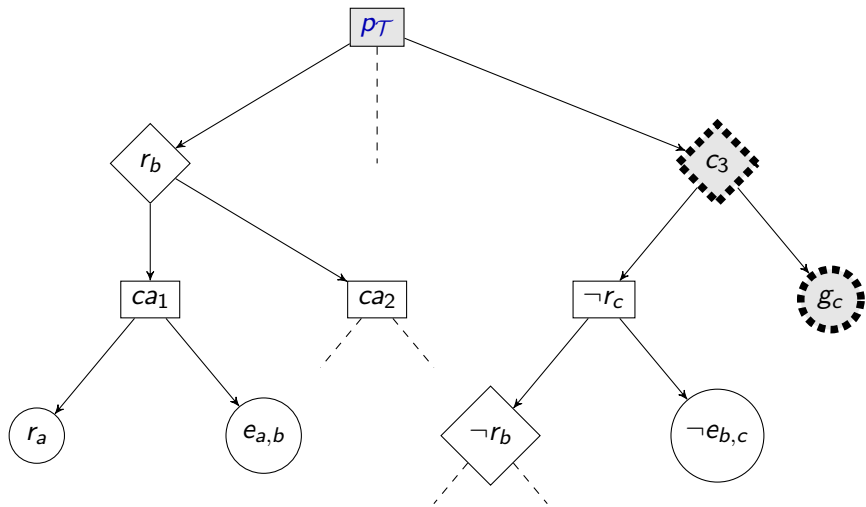 p_𝒯
r_b c_3
ca_1 ca_2 ¬r_c g_c
r_a e_{a,b} ¬r_b ¬e_{b,c}